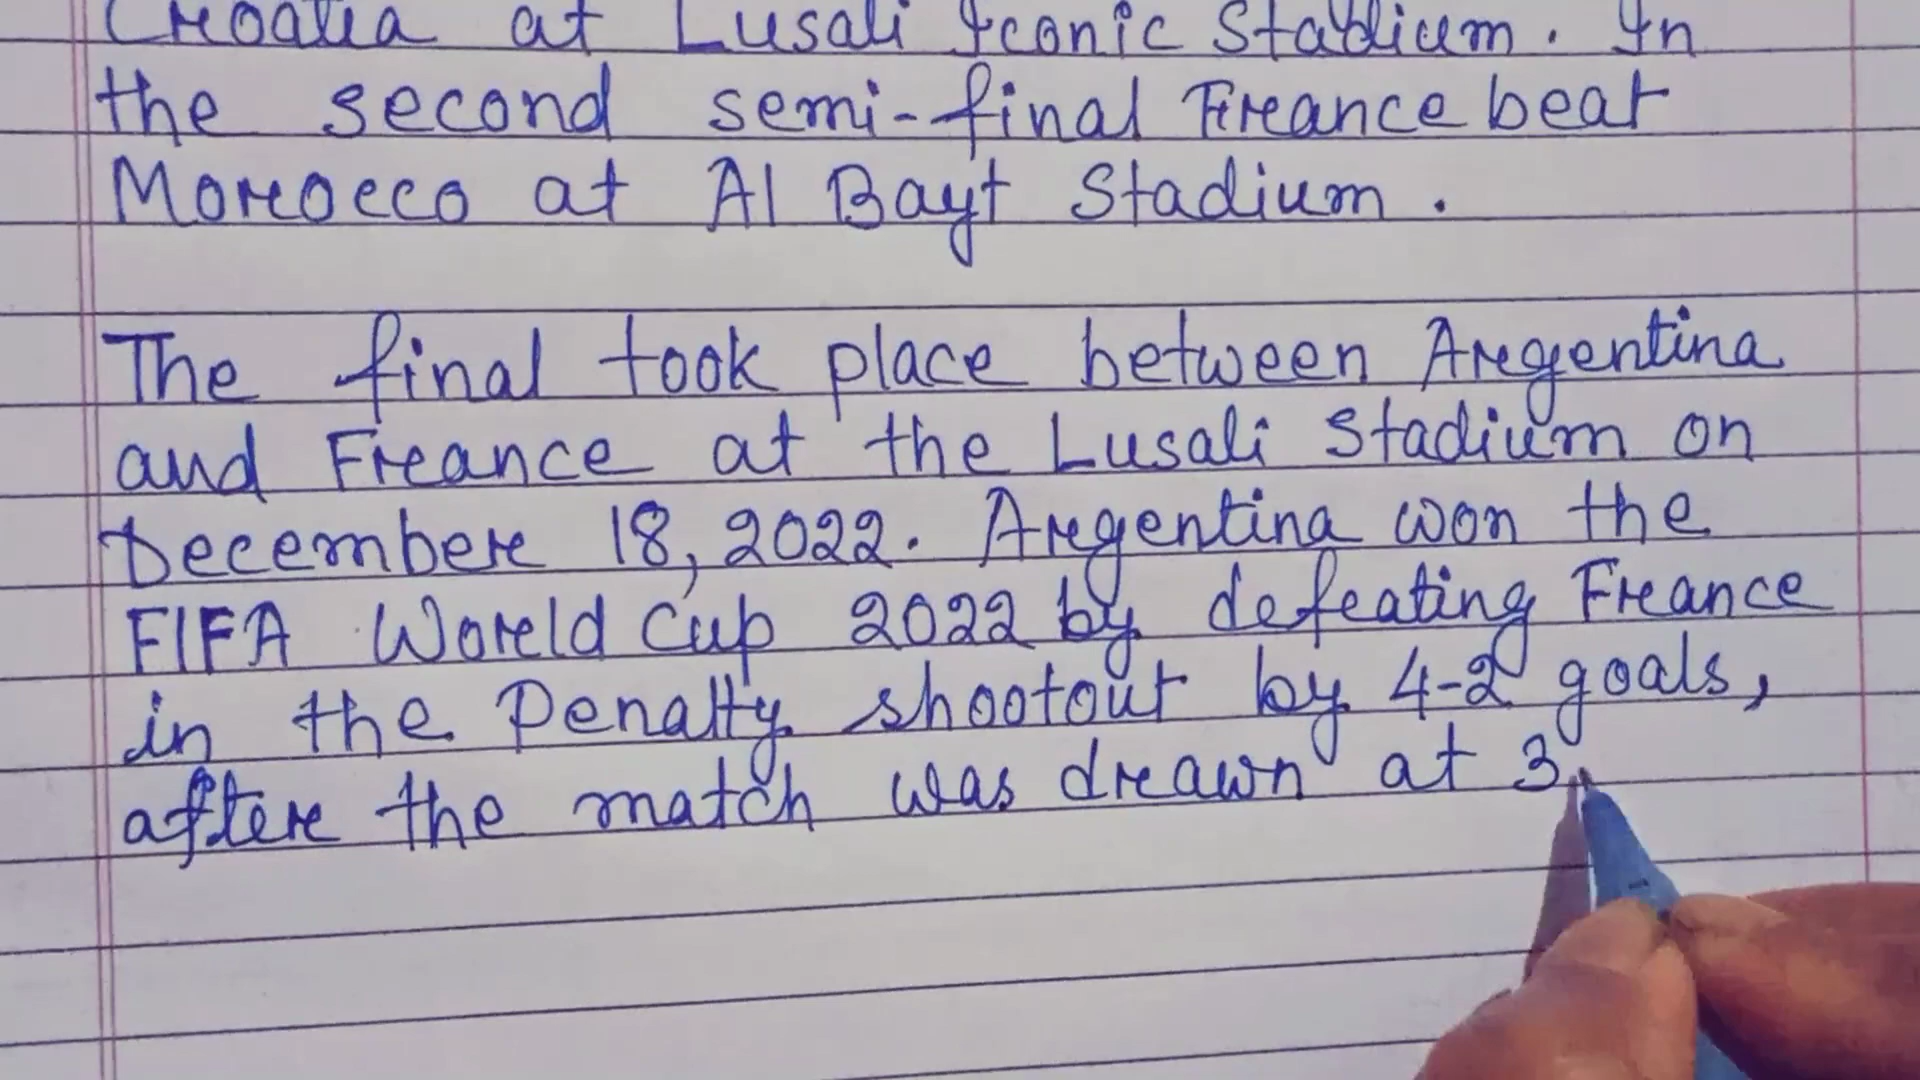 Croatia at Lusali Iconic Stadium. In
the second semi-final France beat
Morocco at Al Bayt Stadium.
The final took place between Argentina
and France at the Lusali Stadium on
December 18, 2022. Argentina won the
FIFA World Cup 2022 by defeating France
in the Penalty shootout by 4-2 goals,
after the match was drawn at 3